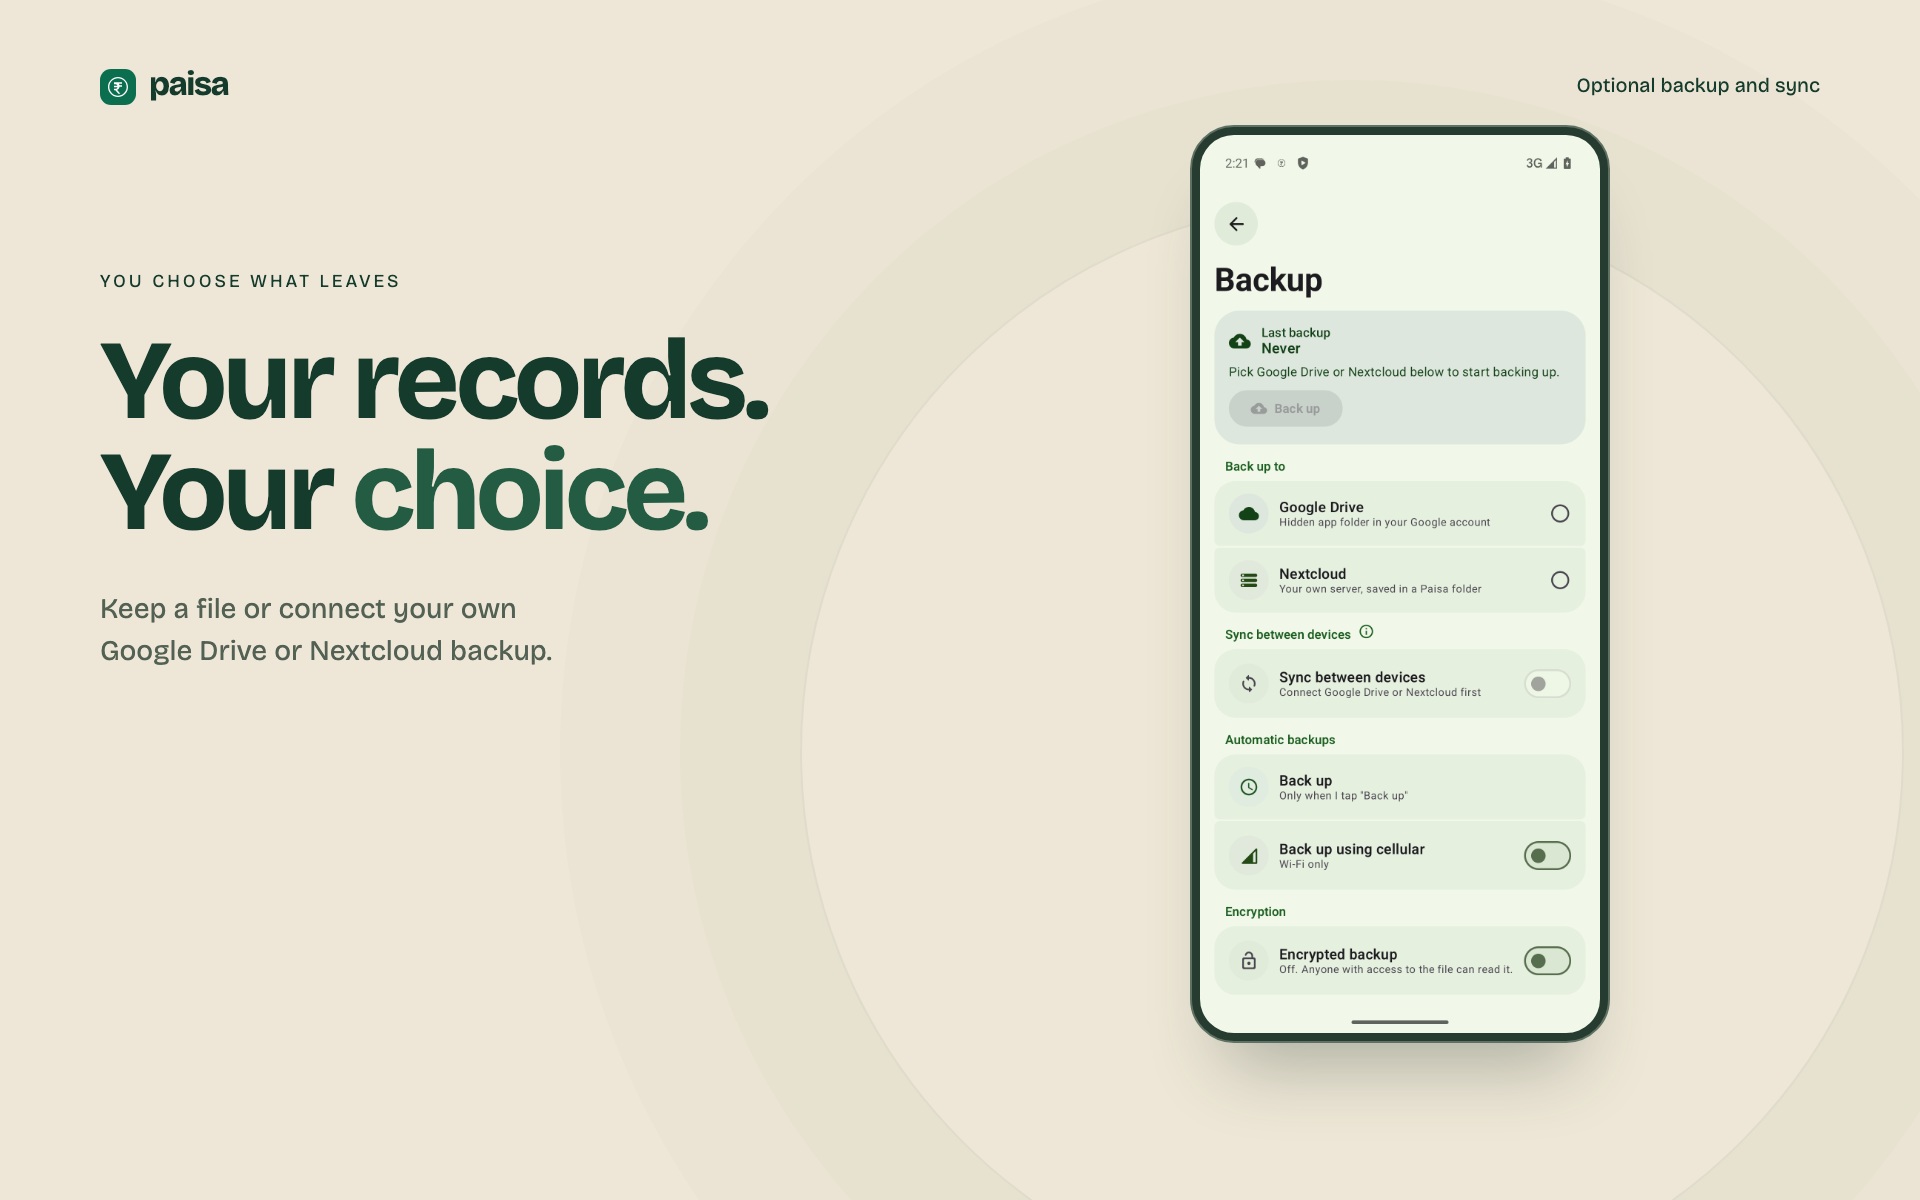 paisa
Optional backup and sync
YOU CHOOSE WHAT LEAVES
Your records.
Your choice.
Keep a file or connect your own
Google Drive or Nextcloud backup.
2:21
3G
Backup
Last backup
Never
Pick Google Drive or Nextcloud below to start backing up.
Back up
Back up to
Google Drive
Hidden app folder in your Google account
Nextcloud
Your own server, saved in a Paisa folder
Sync between devices
Sync between devices
Connect Google Drive or Nextcloud first
Automatic backups
Back up
Only when I tap "Back up"
Back up using cellular
Wi-Fi only
Encryption
Encrypted backup
Off. Anyone with access to the file can read it.